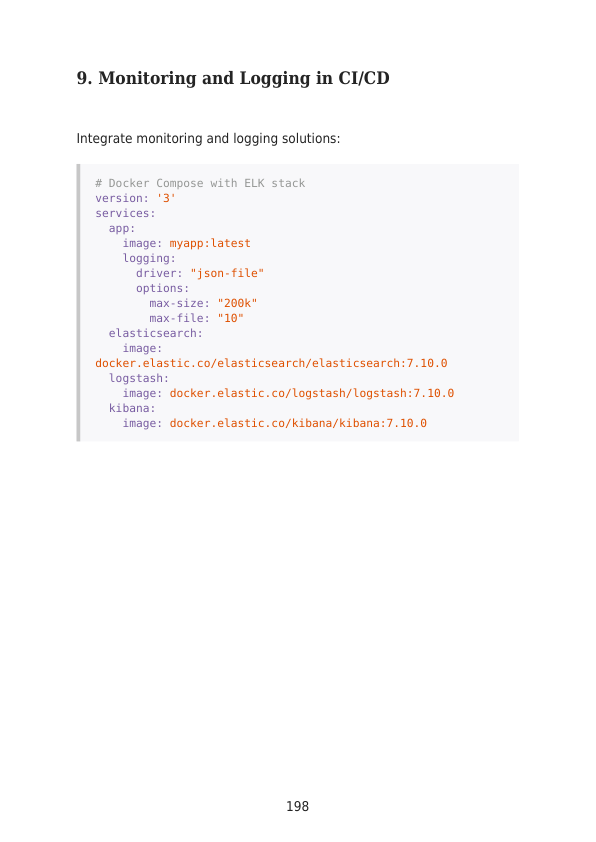 9. Monitoring and Logging in CI/CD
Integrate monitoring and logging solutions:
# Docker Compose with ELK stack
version: '3'
services:
  app:
    image: myapp:latest
    logging:
      driver: "json-file"
      options:
        max-size: "200k"
        max-file: "10"
  elasticsearch:
    image:
docker.elastic.co/elasticsearch/elasticsearch:7.10.0
  logstash:
    image: docker.elastic.co/logstash/logstash:7.10.0
  kibana:
    image: docker.elastic.co/kibana/kibana:7.10.0
198